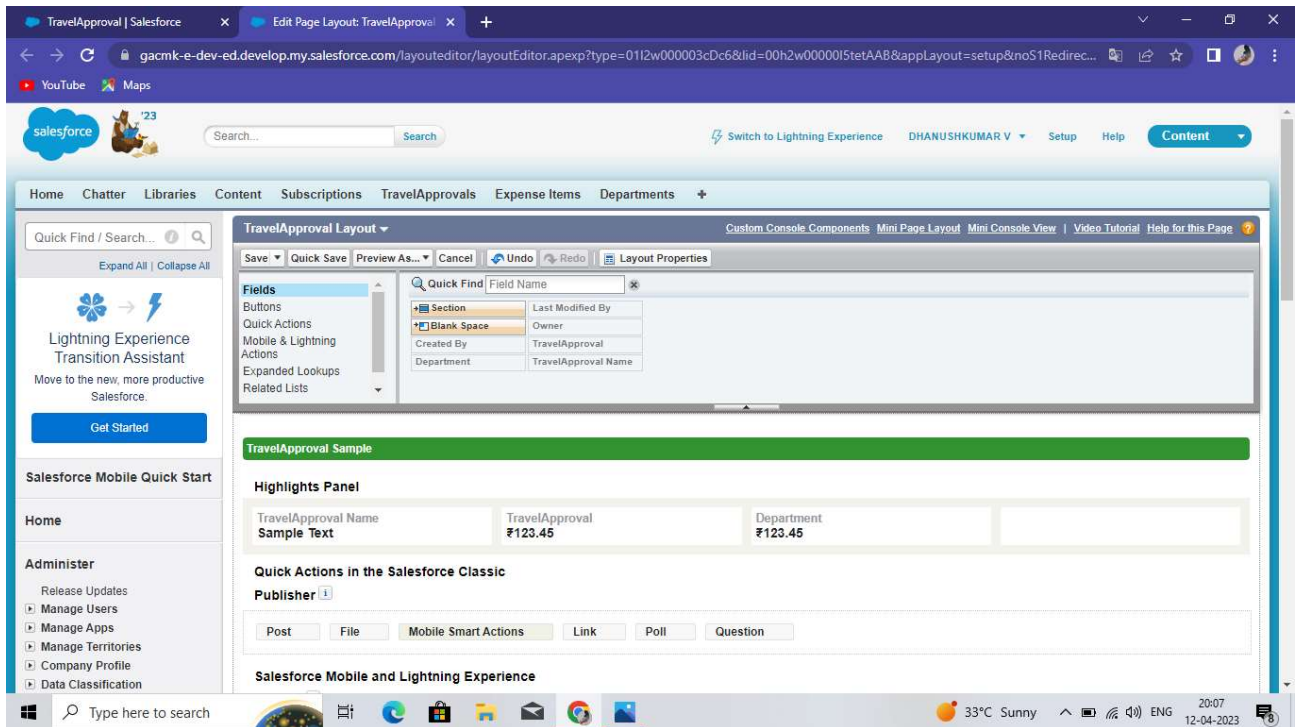 TravelApproval | Salesforce
Edit Page Layout: TravelApproval
gacmk-e-dev-ed.develop.my.salesforce.com/layouteditor/layoutEditor.apexp?type=01I2w000003cDc6&lid=00h2w00000I5tetAAB&appLayout=setup&noS1Redirec...
YouTube Maps
salesforce '23 Search... Search Switch to Lightning Experience DHANUSHKUMAR V Setup Help Content
Home Chatter Libraries Content Subscriptions TravelApprovals Expense Items Departments +
Quick Find / Search...
Expand All | Collapse All
Lightning Experience
Transition Assistant
Move to the new, more productive
Salesforce.
Get Started
Salesforce Mobile Quick Start
Home
Administer
Release Updates
Manage Users
Manage Apps
Manage Territories
Company Profile
Data Classification
TravelApproval Layout Custom Console Components Mini Page Layout Mini Console View | Video Tutorial Help for this Page
Save Quick Save Preview As... Cancel Undo Redo Layout Properties
Fields
Buttons
Quick Actions
Mobile & Lightning
Actions
Expanded Lookups
Related Lists
Quick Find Field Name
Section Last Modified By
Blank Space Owner
Created By TravelApproval
Department TravelApproval Name
TravelApproval Sample
Highlights Panel
TravelApproval Name TravelApproval Department
Sample Text ₹123.45 ₹123.45
Quick Actions in the Salesforce Classic
Publisher
Post File Mobile Smart Actions Link Poll Question
Salesforce Mobile and Lightning Experience
Type here to search
33°C Sunny ENG 20:07
12-04-2023
8